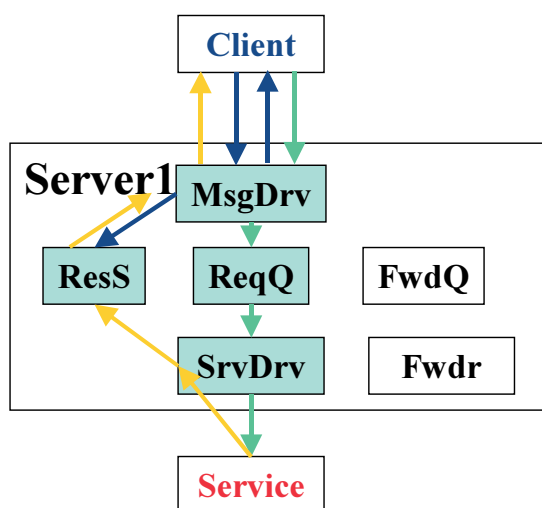 Client
Server1
MsgDrv
ResS
ReqQ
FwdQ
SrvDrv
Fwdr
Service